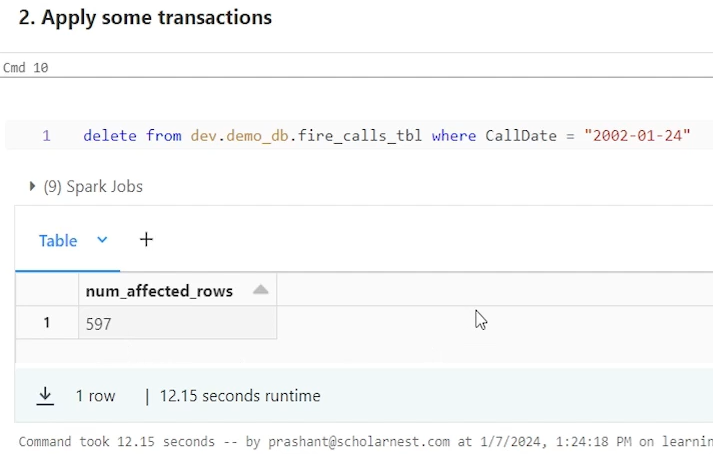 2. Apply some transactions
Cmd 10
1 delete from dev.demo_db.fire_calls_tbl where CallDate = "2002-01-24"
(9) Spark Jobs
Table +
num_affected_rows
1 597
1 row | 12.15 seconds runtime
Command took 12.15 seconds -- by prashant@scholarnest.com at 1/7/2024, 1:24:18 PM on learnin